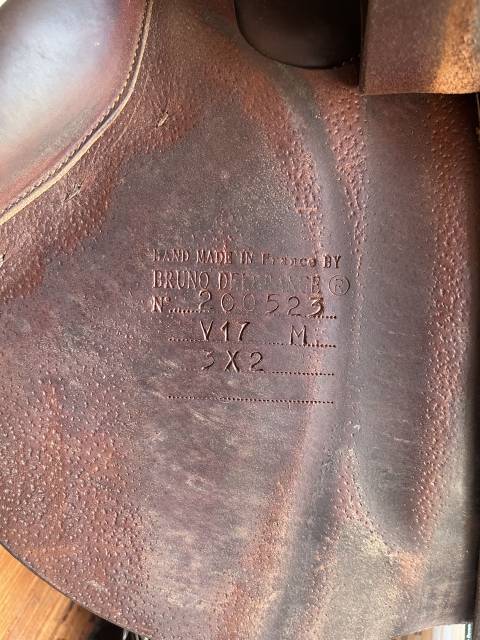 HAND MADE IN France BY
BRUNO DELGRANGE ®
N° 200523
V17 M
3X2